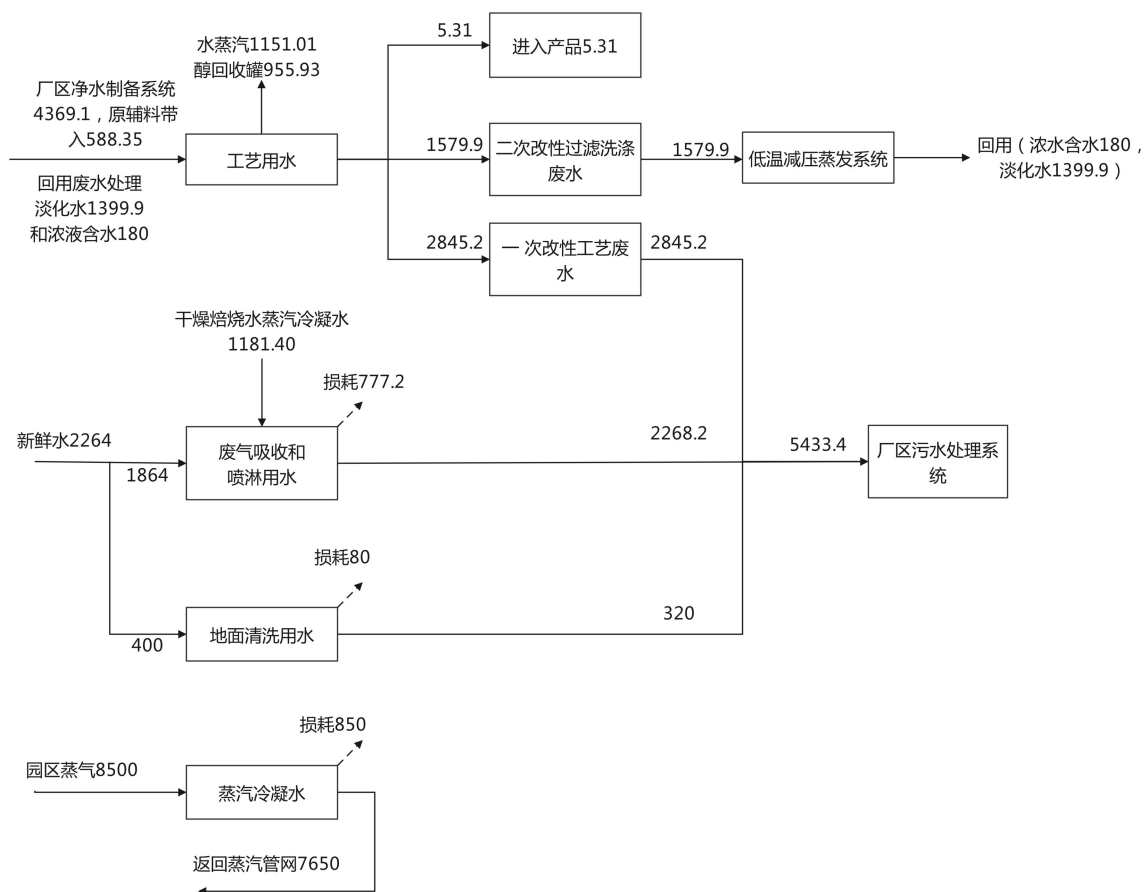 水蒸汽1151.01
醇回收罐955.93
厂区净水制备系统
4369.1，原辅料带
入588.35
工艺用水
回用废水处理
淡化水1399.9
和浓液含水180
5.31
进入产品5.31
1579.9
二次改性过滤洗涤
废水
1579.9
低温减压蒸发系统
回用（浓水含水180，
淡化水1399.9）
2845.2
一 次改性工艺废
水
2845.2
干燥焙烧水蒸汽冷凝水
1181.40
损耗777.2
新鲜水2264
1864
废气吸收和
喷淋用水
2268.2
5433.4
厂区污水处理系
统
损耗80
400
地面清洗用水
320
损耗850
园区蒸气8500
蒸汽冷凝水
返回蒸汽管网7650